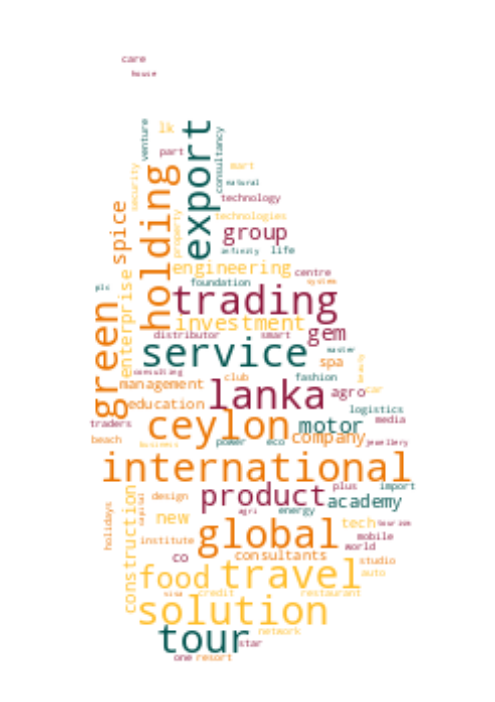 care
house
venture
lk
export
consultancy
part
mart
holding
security
natural
technology
spice
property
technologies
group
infinity
life
engineering
centre
enterprise
foundation
system
plc
trading
green
investment
gem
distributor
smart
service
master
spa
beauty
consulting
club
fashion
management
lanka
agro
car
education
logistics
ceylon
motor
media
traders
company
beach
business
power
eco
jewellery
international
product
plus
import
construction
capital
design
academy
holidays
agri
energy
new
tech
tourism
global
institute
mobile
world
co
consultants
studio
food
travel
auto
visa
credit
restaurant
solution
tour
network
star
one
resort